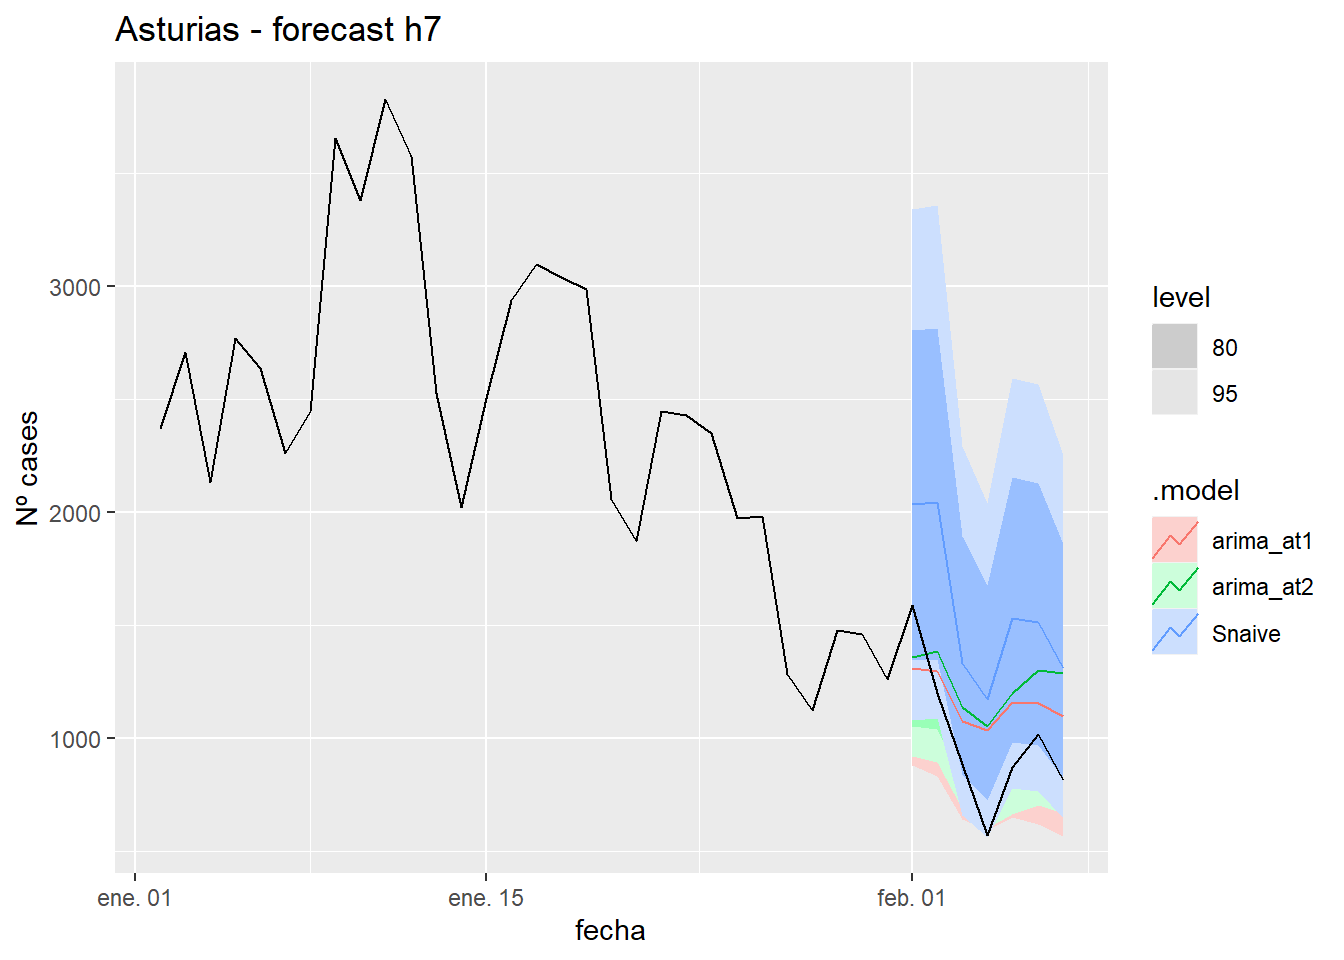 Asturias - forecast h7
Nº cases
3000
2000
1000
ene. 01
ene. 15
feb. 01
fecha
level
80
95
.model
arima_at1
arima_at2
Snaive